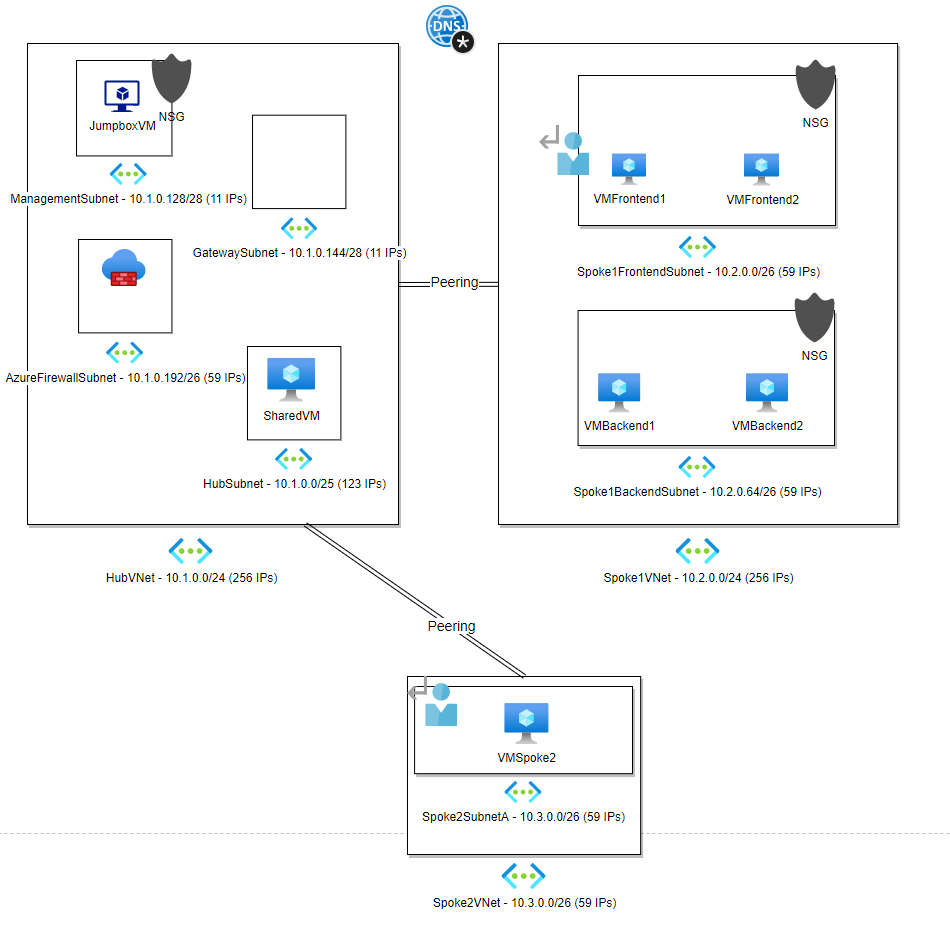 DNS
*
JumpboxVM
NSG
ManagementSubnet - 10.1.0.128/28 (11 IPs)
GatewaySubnet - 10.1.0.144/28 (11 IPs)
AzureFirewallSubnet - 10.1.0.192/26 (59 IPs)
SharedVM
HubSubnet - 10.1.0.0/25 (123 IPs)
HubVNet - 10.1.0.0/24 (256 IPs)
Peering
NSG
VMFrontend1
VMFrontend2
Spoke1FrontendSubnet - 10.2.0.0/26 (59 IPs)
NSG
VMBackend1
VMBackend2
Spoke1BackendSubnet - 10.2.0.64/26 (59 IPs)
Spoke1VNet - 10.2.0.0/24 (256 IPs)
Peering
VMSpoke2
Spoke2SubnetA - 10.3.0.0/26 (59 IPs)
Spoke2VNet - 10.3.0.0/26 (59 IPs)